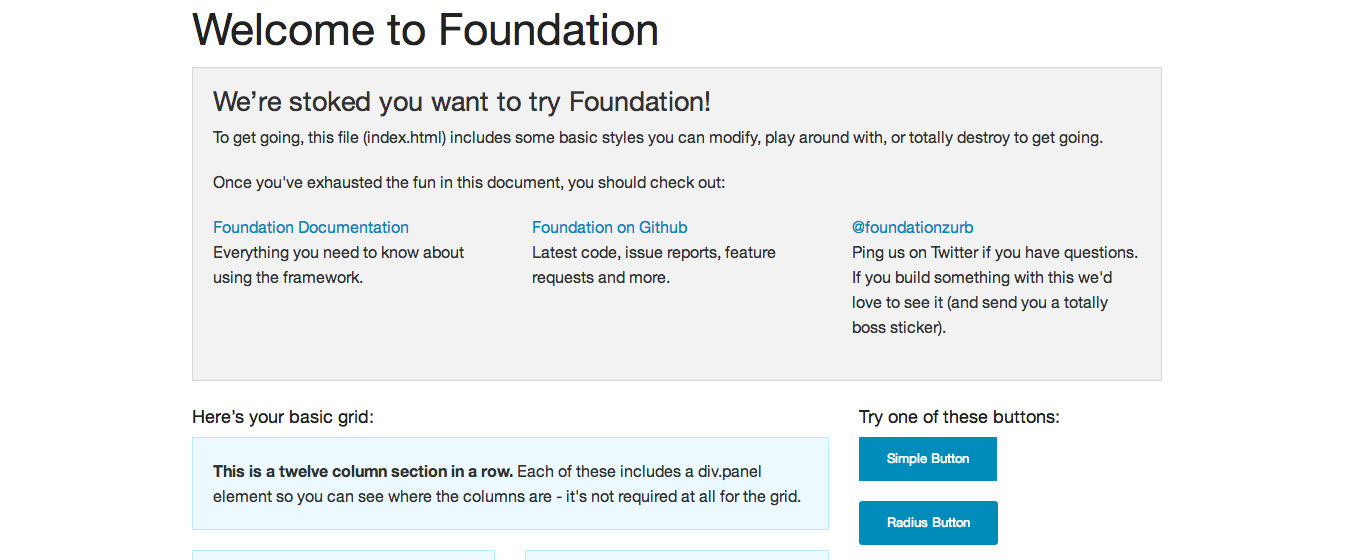 Welcome to Foundation
We’re stoked you want to try Foundation!
To get going, this file (index.html) includes some basic styles you can modify, play around with, or totally destroy to get going.
Once you've exhausted the fun in this document, you should check out:
Foundation Documentation
Everything you need to know about
using the framework.
Foundation on Github
Latest code, issue reports, feature
requests and more.
@foundationzurb
Ping us on Twitter if you have questions.
If you build something with this we'd
love to see it (and send you a totally
boss sticker).
Here’s your basic grid:
This is a twelve column section in a row. Each of these includes a div.panel
element so you can see where the columns are - it's not required at all for the grid.
Try one of these buttons:
Simple Button
Radius Button